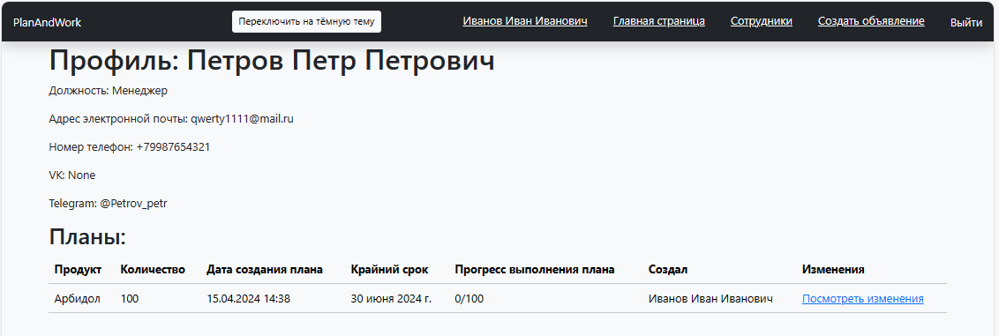 PlanAndWork Переключить на тёмную тему Иванов Иван Иванович Главная страница Сотрудники Создать объявление Выйти
Профиль: Петров Петр Петрович
Должность: Менеджер
Адрес электронной почты: qwerty1111@mail.ru
Номер телефон: +79987654321
VK: None
Telegram: @Petrov_petr
Планы:
Продукт Количество Дата создания плана Крайний срок Прогресс выполнения плана Создал Изменения
Арбидол 100 15.04.2024 14:38 30 июня 2024 г. 0/100 Иванов Иван Иванович Посмотреть изменения